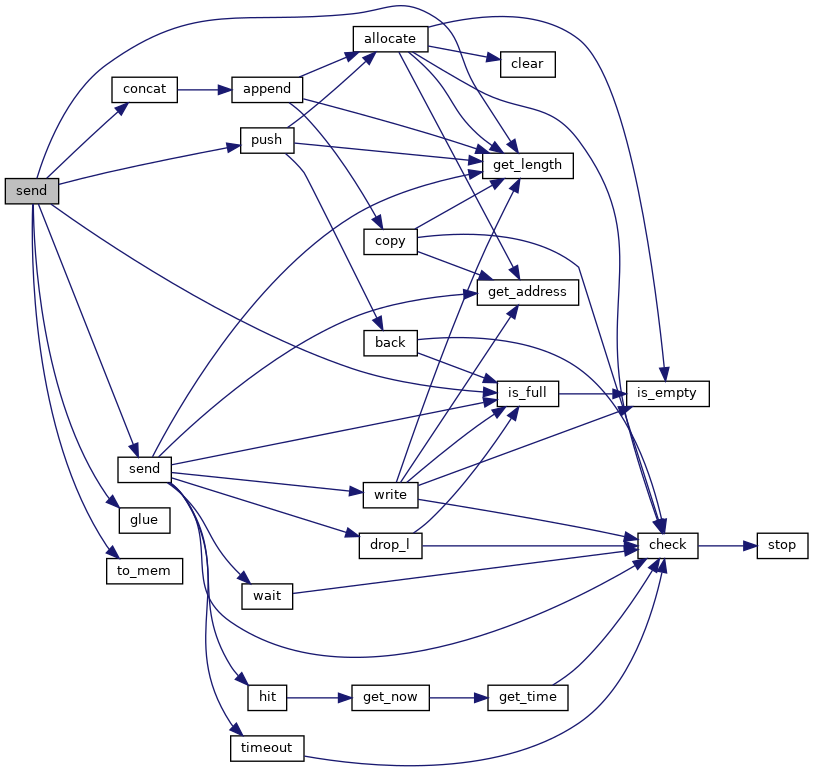 allocate
clear
concat
append
push
get_length
send
copy
get_address
back
is_full
is_empty
send
write
glue
drop_l
check
stop
to_mem
wait
hit
get_now
get_time
timeout